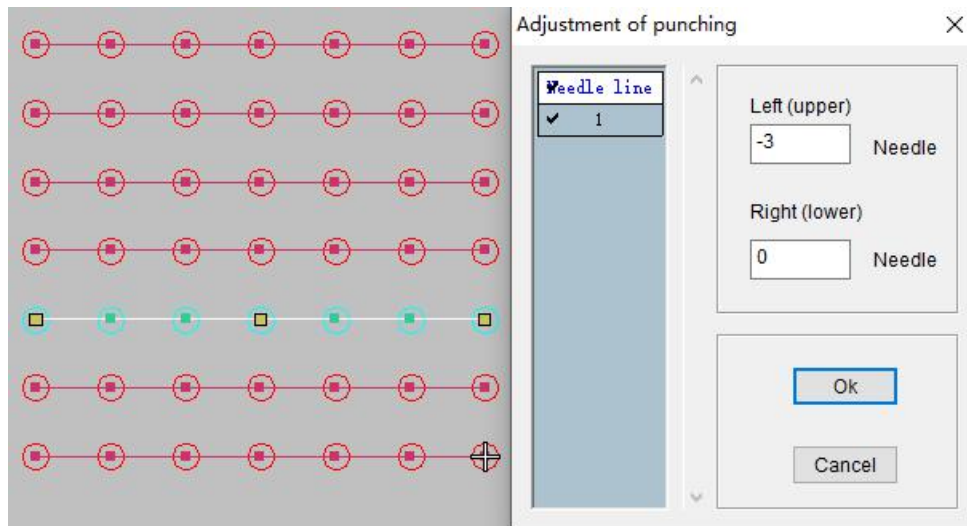 Adjustment of punching
Needle line
1
Left (upper)
-3
Needle
Right (lower)
0
Needle
Ok
Cancel